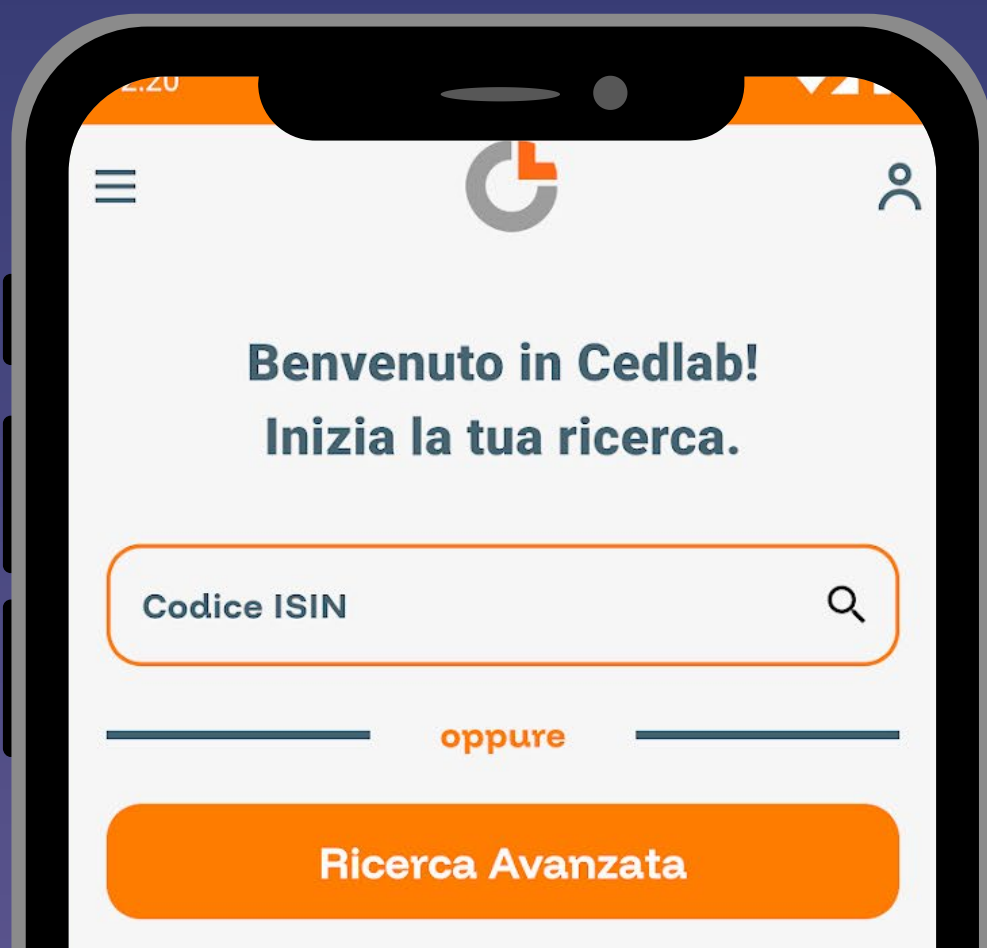 Benvenuto in Cedlab!
Inizia la tua ricerca.
Codice ISIN
oppure
Ricerca Avanzata